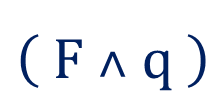 ( F ∧ q )